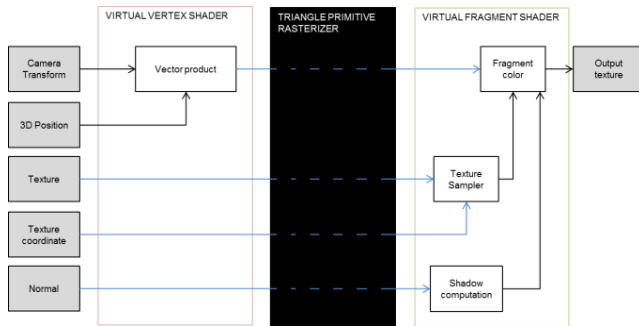 VIRTUAL VERTEX SHADER
TRIANGLE PRIMITIVE
RASTERIZER
VIRTUAL FRAGMENT SHADER
Camera
Transform
Vector product
Fragment
color
Output
texture
3D Position
Texture
Texture
Sampler
Texture
coordinate
Normal
Shadow
computation